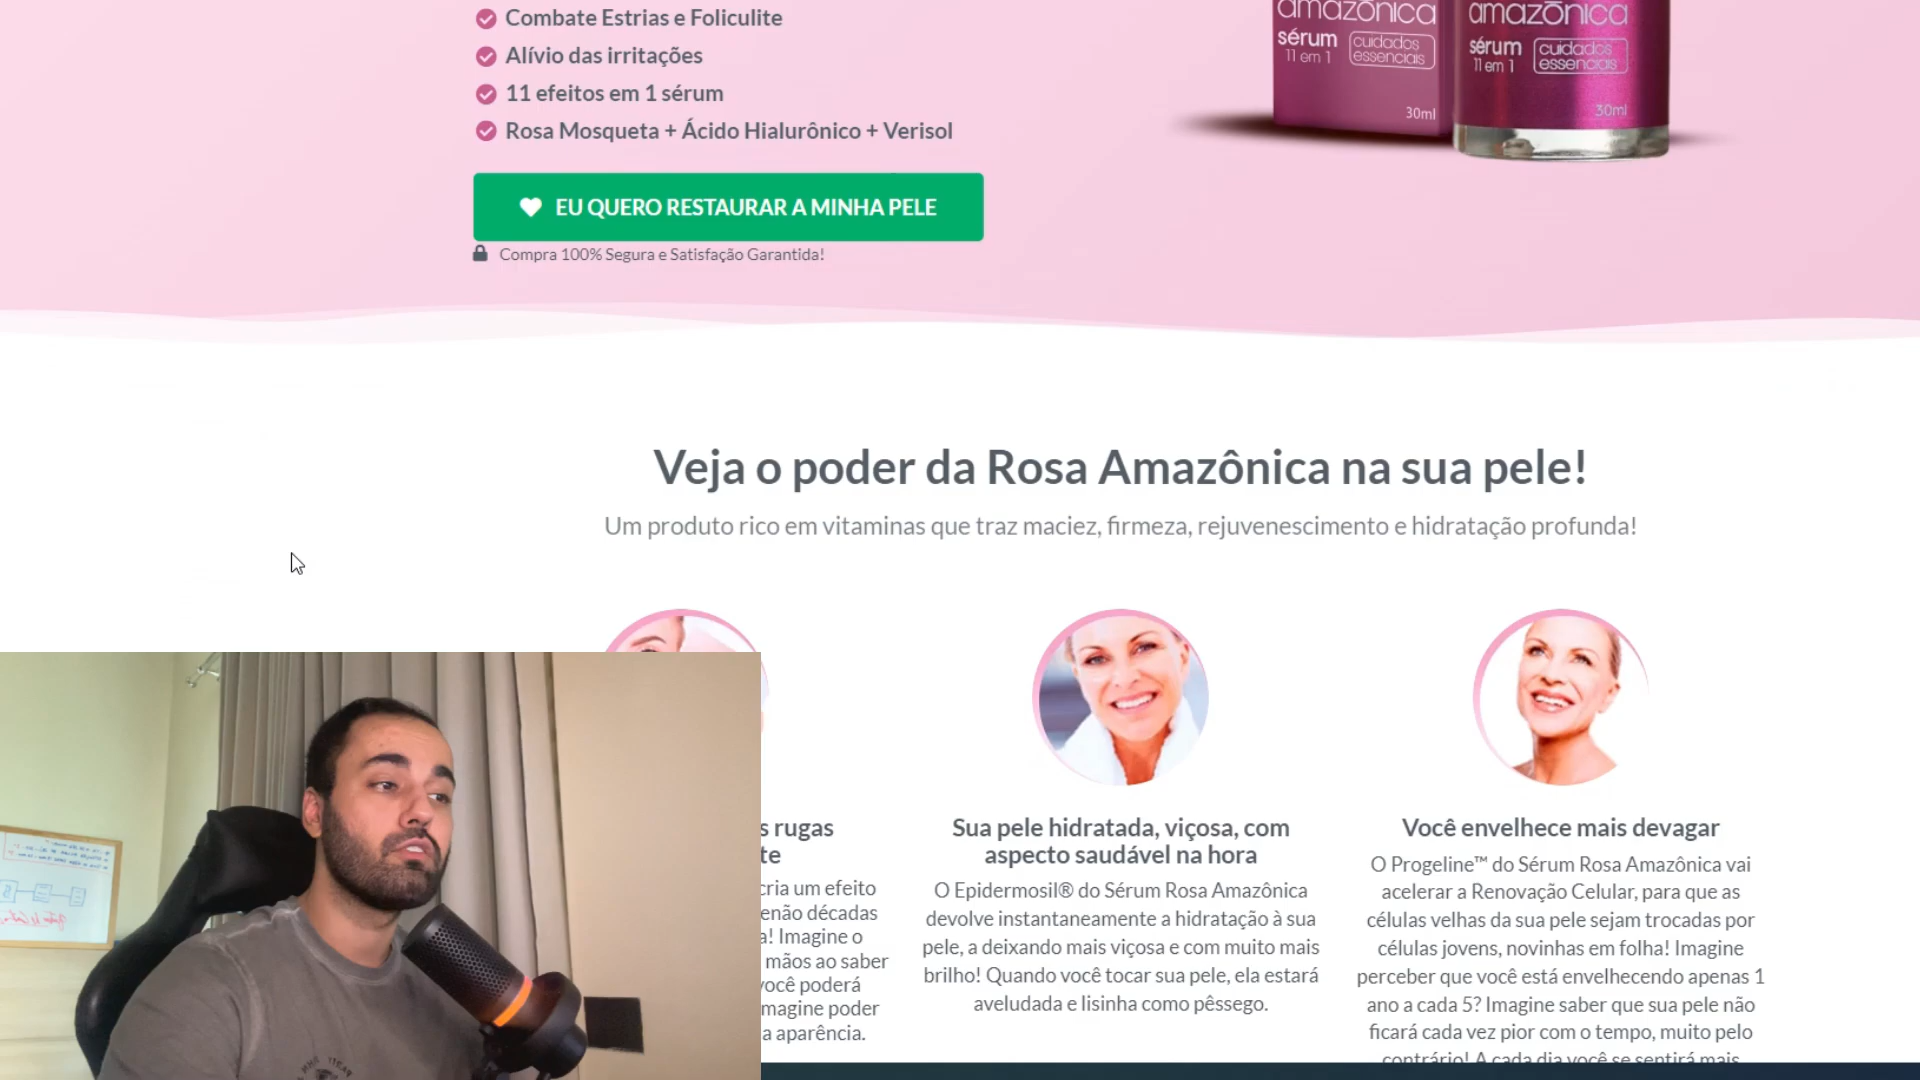 Combate Estrias e Foliculite
Alívio das irritações
11 efeitos em 1 sérum
Rosa Mosqueta + Ácido Hialurônico + Verisol
EU QUERO RESTAURAR A MINHA PELE
Compra 100% Segura e Satisfação Garantida!
amazônica
sérum
11 em 1
cuidados
essenciais
30ml
amazônica
sérum
11 em 1
cuidados
essenciais
30ml
Veja o poder da Rosa Amazônica na sua pele!
Um produto rico em vitaminas que traz maciez, firmeza, rejuvenescimento e hidratação profunda!
s rugas
te
cria um efeito
enão décadas
a! Imagine o
mãos ao saber
você poderá
magine poder
a aparência.
Sua pele hidratada, viçosa, com
aspecto saudável na hora
O Epidermosil® do Sérum Rosa Amazônica
devolve instantaneamente a hidratação à sua
pele, a deixando mais viçosa e com muito mais
brilho! Quando você tocar sua pele, ela estará
aveludada e lisinha como pêssego.
Você envelhece mais devagar
O Progeline™ do Sérum Rosa Amazônica vai
acelerar a Renovação Celular, para que as
células velhas da sua pele sejam trocadas por
células jovens, novinhas em folha! Imagine
perceber que você está envelhecendo apenas 1
ano a cada 5? Imagine saber que sua pele não
ficará cada vez pior com o tempo, muito pelo
contrário! A cada dia você se sentirá mais